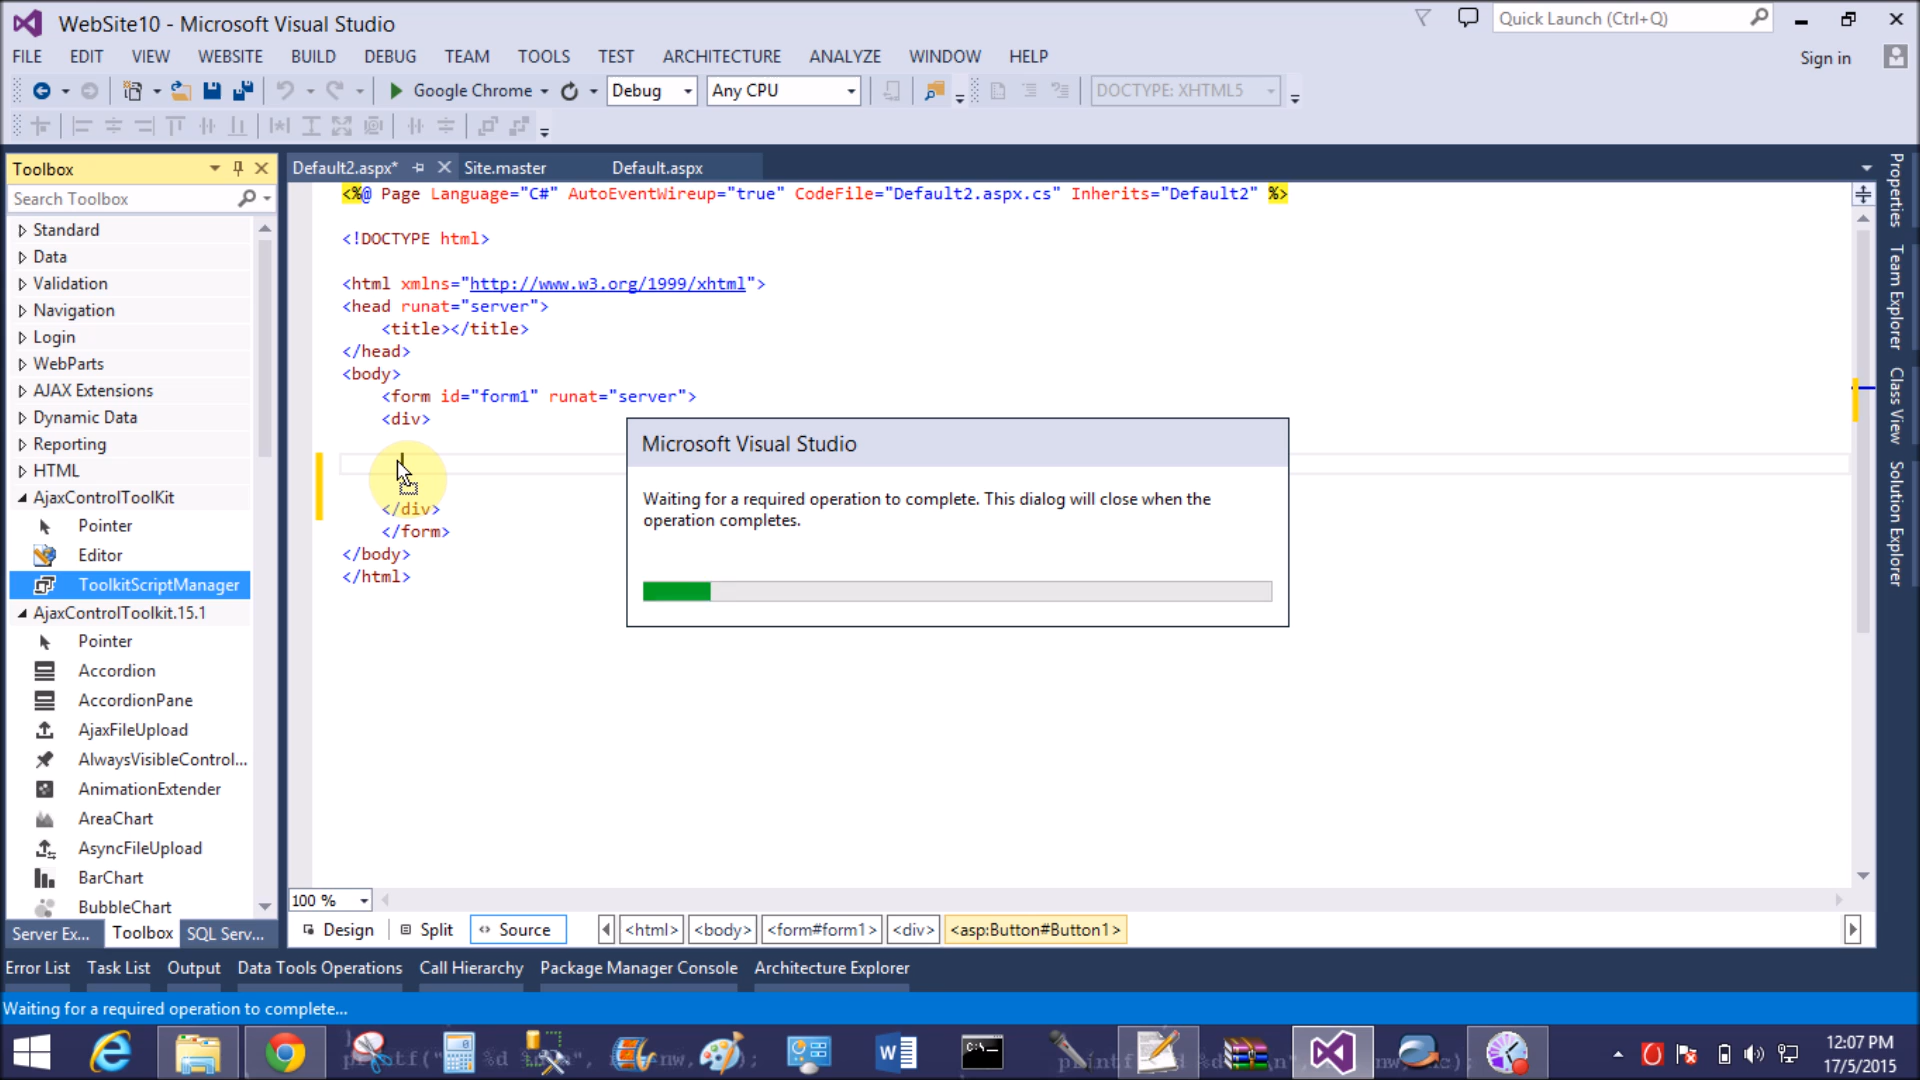 WebSite10 - Microsoft Visual Studio
Quick Launch (Ctrl+Q)
FILE EDIT VIEW WEBSITE BUILD DEBUG TEAM TOOLS TEST ARCHITECTURE ANALYZE WINDOW HELP
Sign in
Google Chrome Debug Any CPU DOCTYPE: XHTML5
Toolbox
Default2.aspx* Site.master Default.aspx
Search Toolbox
Standard
Data
Validation
Navigation
Login
WebParts
AJAX Extensions
Dynamic Data
Reporting
HTML
AjaxControlToolKit
Pointer
Editor
ToolkitScriptManager
AjaxControlToolkit.15.1
Pointer
Accordion
AccordionPane
AjaxFileUpload
AlwaysVisibleControl...
AnimationExtender
AreaChart
AsyncFileUpload
BarChart
BubbleChart
Server Ex... Toolbox SQL Serv...
<%@ Page Language="C#" AutoEventWireup="true" CodeFile="Default2.aspx.cs" Inherits="Default2" %>
<!DOCTYPE html>
<html xmlns="http://www.w3.org/1999/xhtml">
<head runat="server">
<title></title>
</head>
<body>
<form id="form1" runat="server">
<div>
</div>
</form>
</body>
</html>
Microsoft Visual Studio
Waiting for a required operation to complete. This dialog will close when the
operation completes.
100 %
Design Split Source <html> <body> <form#form1> <div> <asp:Button#Button1>
Properties
Team Explorer
Class View
Solution Explorer
Error List Task List Output Data Tools Operations Call Hierarchy Package Manager Console Architecture Explorer
Waiting for a required operation to complete...
12:07 PM
17/5/2015